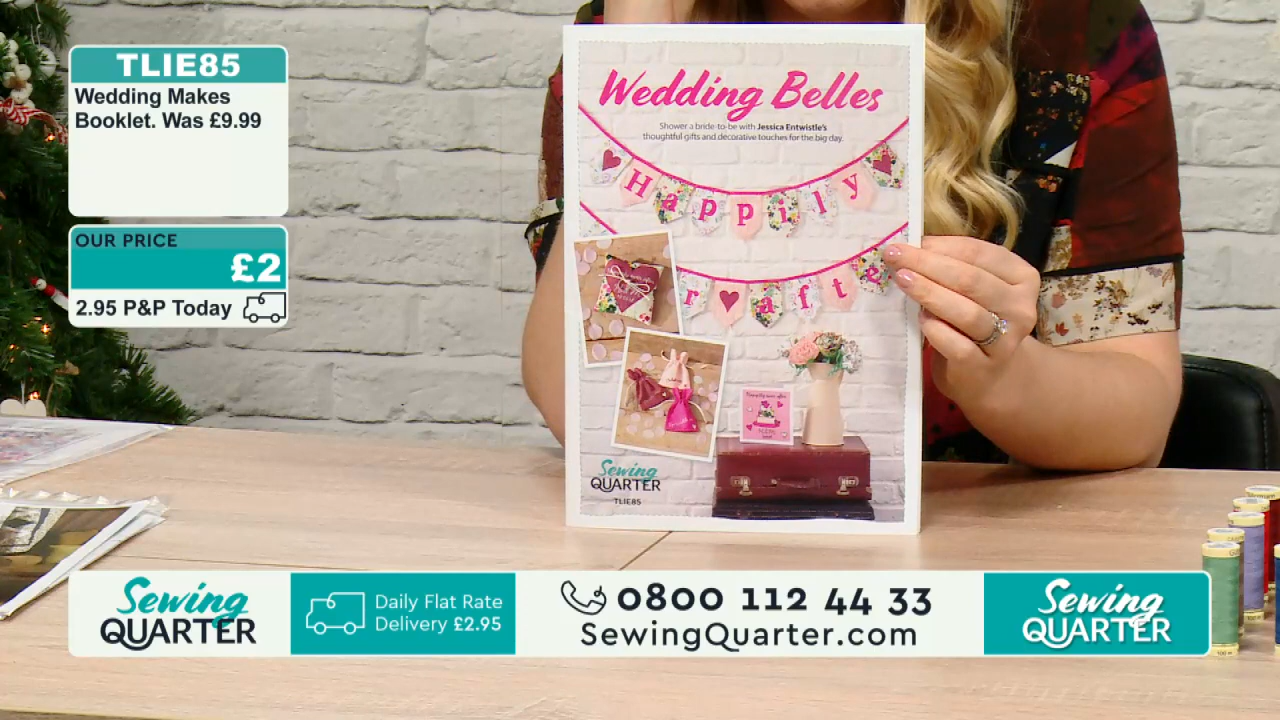 TLIE85
Wedding Makes
Booklet. Was £9.99
OUR PRICE
£2
2.95 P&P Today
Wedding Belles
Shower a bride-to-be with Jessica Entwistle's
thoughtful gifts and decorative touches for the big day.
Happily
r afte
Sewing
QUARTER
TLIE85
Sewing
QUARTER
Daily Flat Rate
Delivery £2.95
0800 112 44 33
SewingQuarter.com
Sewing
QUARTER